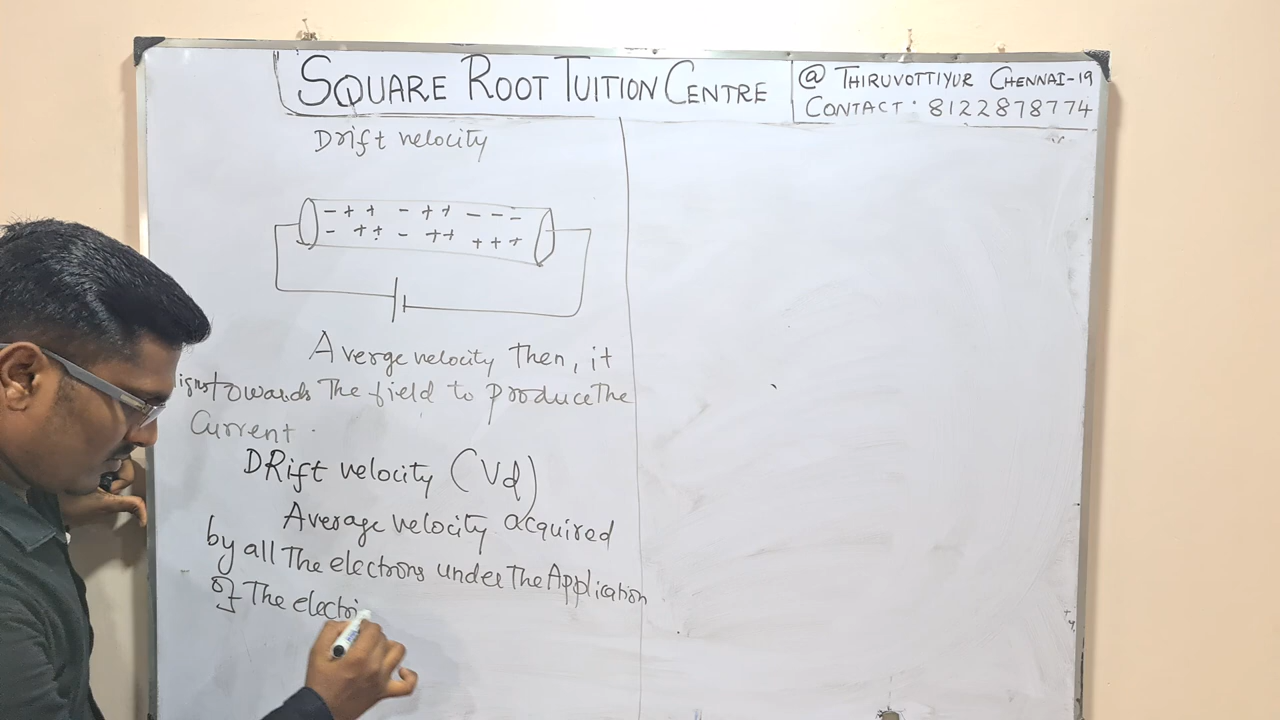 SQUARE ROOT TUITION CENTRE
@ THIRUVOTTIYUR CHENNAI-19
CONTACT: 8122878774
Drift velocity
- + + - + + - - -
- + + - + + + + +
Averge velocity Then, it
towards The field to produce The
Current.
DRift velocity (Vd)
Average velocity acquired
by all The electrons under The Application
of The electri